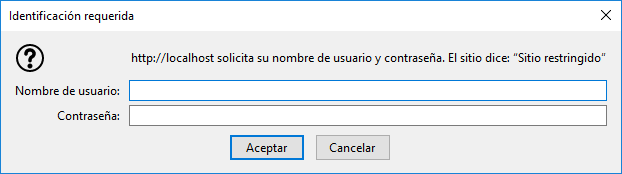 Identificación requerida
http://localhost solicita su nombre de usuario y contraseña. El sitio dice: “Sitio restringido”
Nombre de usuario:
Contraseña:
Aceptar Cancelar